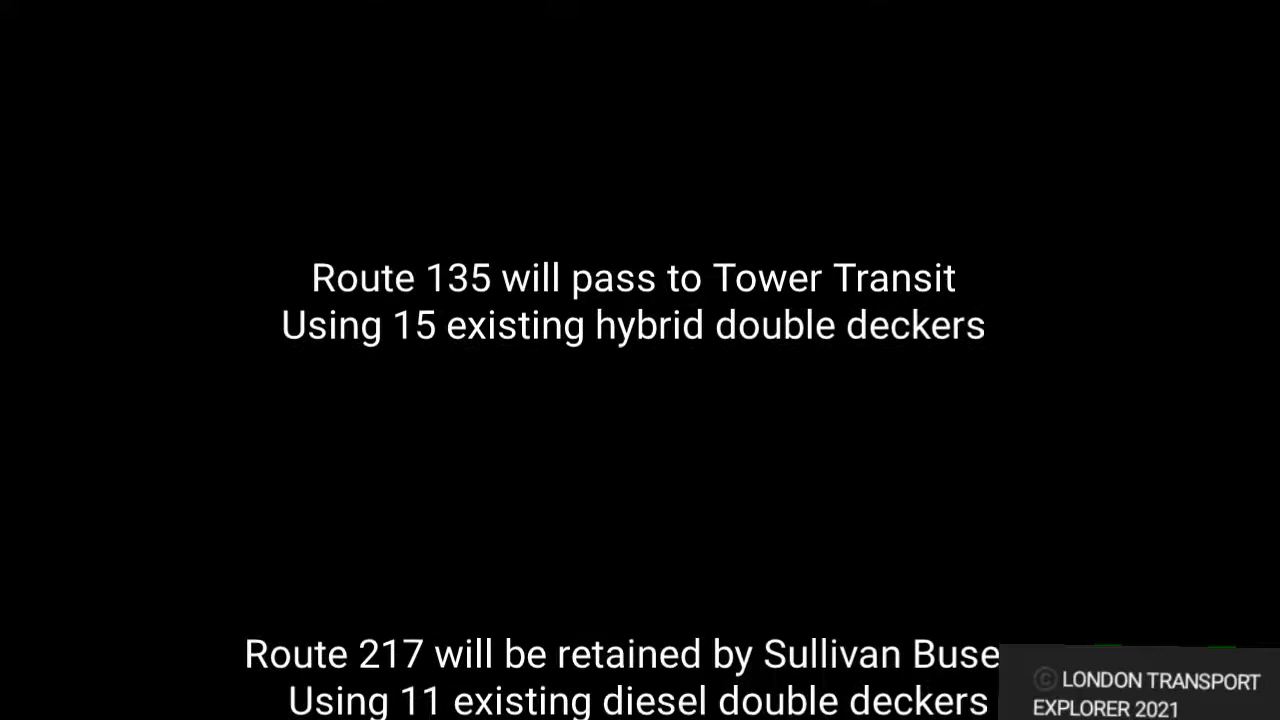 Route 135 will pass to Tower Transit
Using 15 existing hybrid double deckers
Route 217 will be retained by Sullivan Buse
Using 11 existing diesel double deckers
© LONDON TRANSPORT
EXPLORER 2021